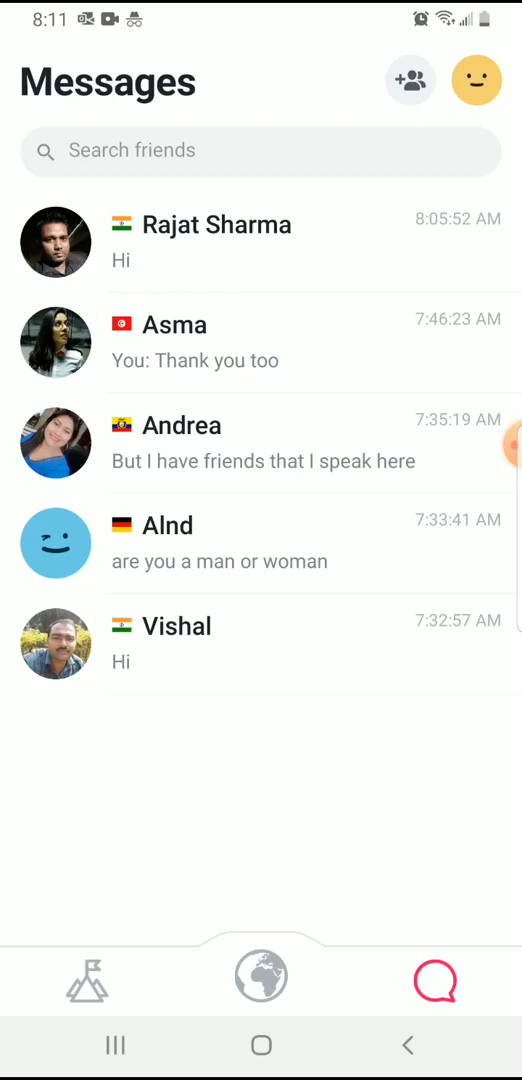 8:11
Messages
Search friends
Rajat Sharma 8:05:52 AM
Hi
Asma 7:46:23 AM
You: Thank you too
Andrea 7:35:19 AM
But I have friends that I speak here
Alnd 7:33:41 AM
are you a man or woman
Vishal 7:32:57 AM
Hi